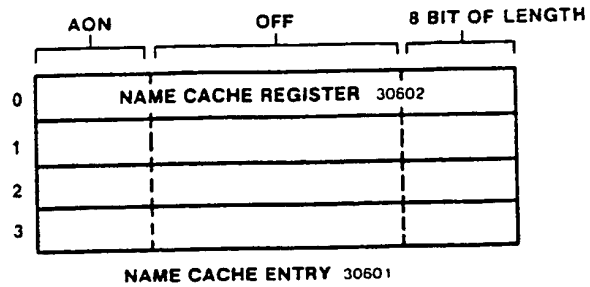 AON OFF 8 BIT OF LENGTH
0 NAME CACHE REGISTER 30602
1
2
3
NAME CACHE ENTRY 30601